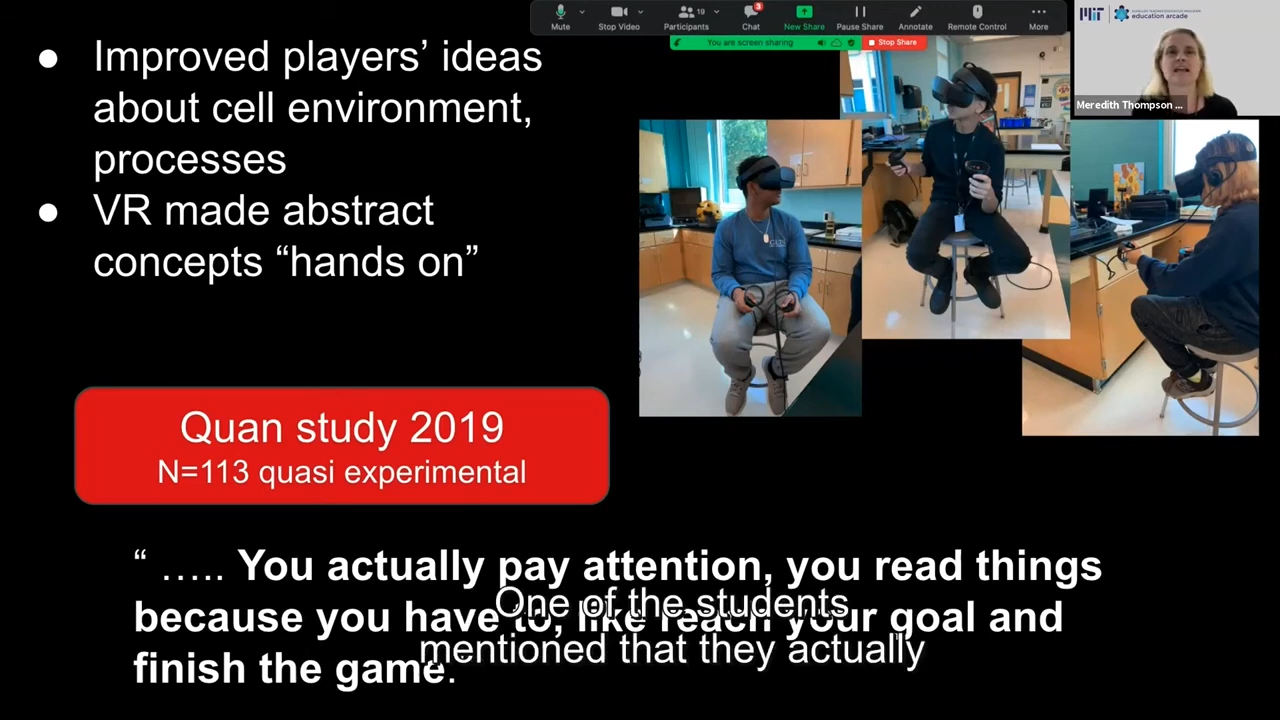 Mute
Stop Video
Participants
19
Chat
3
New Share
Pause Share
Annotate
Remote Control
More
You are screen sharing
Stop Share
MIT
education arcade
Meredith Thompson ...
● Improved players’ ideas
about cell environment,
processes
● VR made abstract
concepts “hands on”
Quan study 2019
N=113 quasi experimental
“ ….. You actually pay attention, you read things
because you have to, like reach your goal and
finish the game.
One of the students
mentioned that they actually